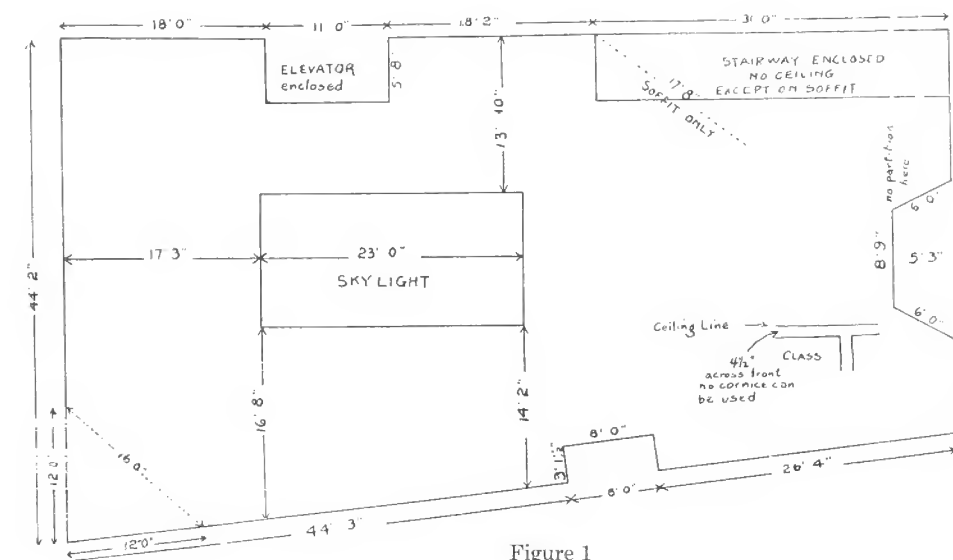 18'0"
11'0"
18'2"
31'0"
ELEVATOR
enclosed
5'8"
13'10"
17'8"
SOFFIT ONLY
STAIRWAY ENCLOSED
NO CEILING
EXCEPT ON SOFFIT
no partition
here
6'0"
8'9"
5'3"
6'0"
44'2"
17'3"
23'0"
SKYLIGHT
Ceiling Line
4½"
across front
no cornice can
be used
CLASS
16'8"
14'2"
12'0"
16'0"
12'0"
44'3"
8'0"
8'0"
26'4"
Figure 1